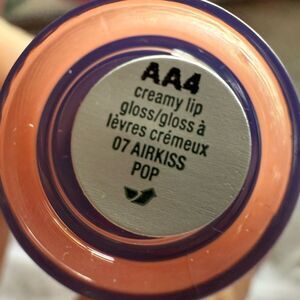 AA4
creamy lip
gloss/gloss à
lèvres crémeux
07 AIRKISS
POP